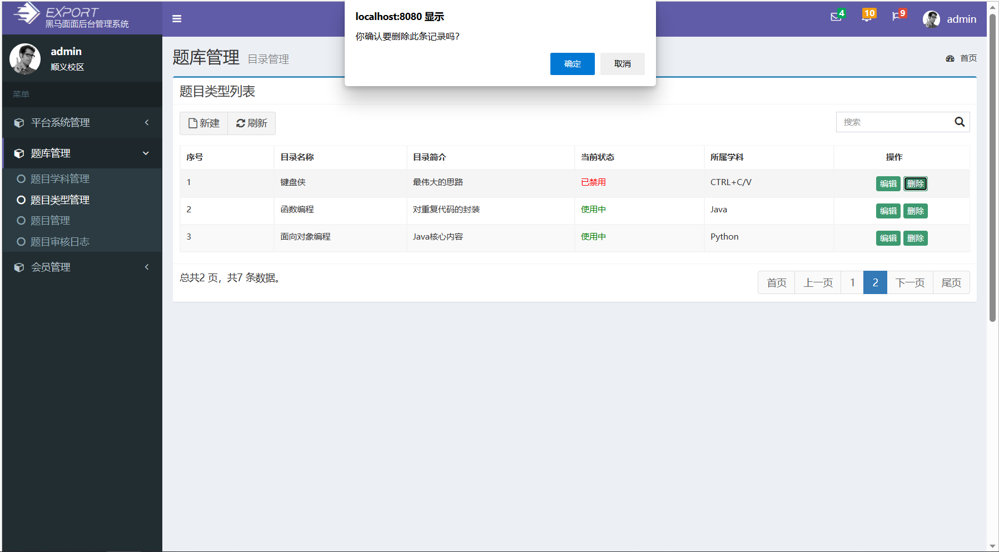 EXPORT
黑马面面后台管理系统
localhost:8080 显示
你确认要删除此条记录吗?
确定
取消
4
10
9
admin
admin
顺义校区
菜单
平台系统管理
题库管理
题目学科管理
题目类型管理
题目管理
题目审核日志
会员管理
题库管理 目录管理
首页
题目类型列表
新建
刷新
搜索
序号 目录名称 目录简介 当前状态 所属学科 操作
1 键盘侠 最伟大的思路 已禁用 CTRL+C/V 编辑 删除
2 函数编程 对重复代码的封装 使用中 Java 编辑 删除
3 面向对象编程 Java核心内容 使用中 Python 编辑 删除
总共2 页，共7 条数据。
首页 上一页 1 2 下一页 尾页